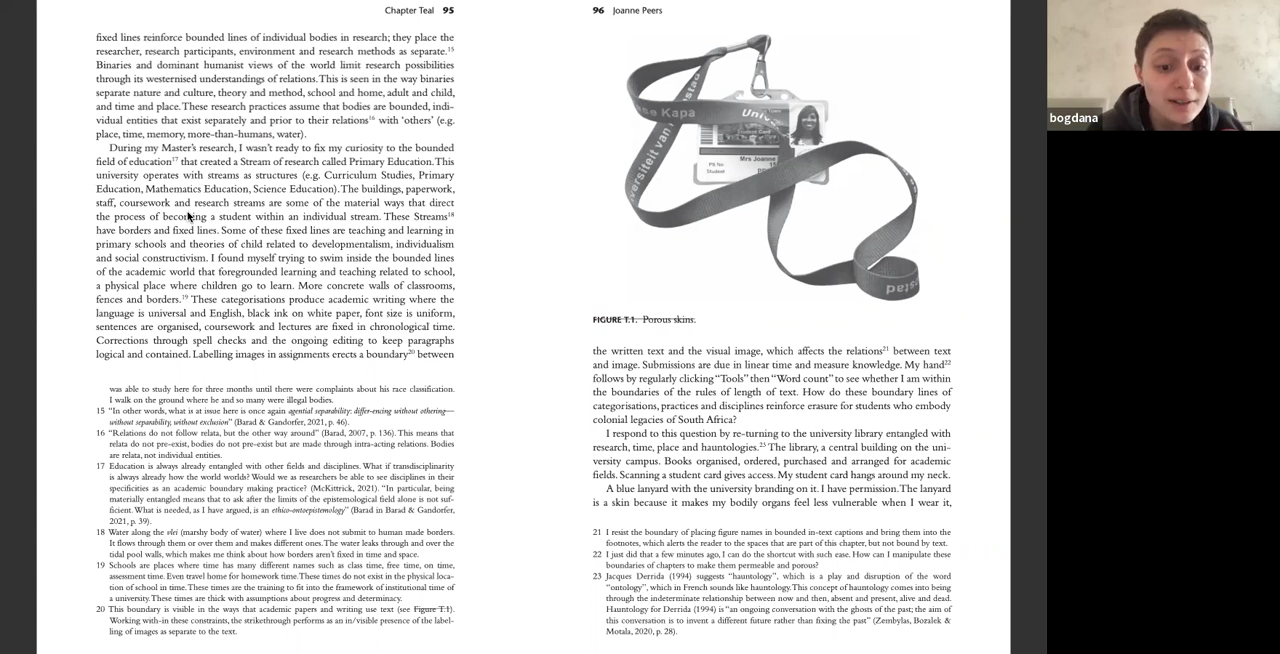 Chapter Teal 95
fixed lines reinforce bounded lines of individual bodies in research; they place the
researcher, research participants, environment and research methods as separate.15
Binaries and dominant humanist views of the world limit research possibilities
through its westernised understandings of relations. This is seen in the way binaries
separate nature and culture, theory and method, school and home, adult and child,
and time and place. These research practices assume that bodies are bounded, indi-
vidual entities that exist separately and prior to their relations16 with ‘others’ (e.g.
place, time, memory, more-than-humans, water).
During my Master’s research, I wasn’t ready to fix my curiosity to the bounded
field of education17 that created a Stream of research called Primary Education. This
university operates with streams as structures (e.g. Curriculum Studies, Primary
Education, Mathematics Education, Science Education). The buildings, paperwork,
staff, coursework and research streams are some of the material ways that direct
the process of becoming a student within an individual stream. These Streams18
have borders and fixed lines. Some of these fixed lines are teaching and learning in
primary schools and theories of child related to developmentalism, individualism
and social constructivism. I found myself trying to swim inside the bounded lines
of the academic world that foregrounded learning and teaching related to school,
a physical place where children go to learn. More concrete walls of classrooms,
fences and borders.19 These categorisations produce academic writing where the
language is universal and English, black ink on white paper, font size is uniform,
sentences are organised, coursework and lectures are fixed in chronological time.
Corrections through spell checks and the ongoing editing to keep paragraphs
logical and contained. Labelling images in assignments erects a boundary20 between
was able to study here for three months until there were complaints about his race classification.
I walk on the ground where he and so many were illegal bodies.
15 “In other words, what is at issue here is once again agential separability: differ-encing without othering—
without separability, without exclusion” (Barad & Gandorfer, 2021, p. 46).
16 “Relations do not follow relata, but the other way around” (Barad, 2007, p. 136). This means that
relata do not pre-exist, bodies do not pre-exist but are made through intra-acting relations. Bodies
are relata, not individual entities.
17 Education is always already entangled with other fields and disciplines. What if transdisciplinarity
is always already how the world worlds? Would we as researchers be able to see disciplines in their
specificities as an academic boundary making practice? (McKittrick, 2021). “In particular, being
materially entangled means that to ask after the limits of the epistemological field alone is not suf-
ficient. What is needed, as I have argued, is an ethico-ontoepistemology” (Barad in Barad & Gandorfer,
2021, p. 39).
18 Water along the vlei (marshy body of water) where I live does not submit to human made borders.
It flows through them or over them and makes different ones. The water leaks through and over the
tidal pool walls, which makes me think about how borders aren’t fixed in time and space.
19 Schools are places where time has many different names such as class time, free time, on time,
assessment time. Even travel home for homework time. These times do not exist in the physical loca-
tion of school in time. These times are the training to fit into the framework of institutional time of
a university. These times are thick with assumptions about progress and determinacy.
20 This boundary is visible in the ways that academic papers and writing use text (see Figure T.1).
Working with-in these constraints, the strikethrough performs as an in/visible presence of the label-
ling of images as separate to the text.
96 Joanne Peers
se Kapa
Univ
versiteit van
nstad
Student Card
Mrs Joanne
PS No:
Student
pstad
FIGURE T.1. Porous skins.
the written text and the visual image, which affects the relations21 between text
and image. Submissions are due in linear time and measure knowledge. My hand22
follows by regularly clicking “Tools” then “Word count” to see whether I am within
the boundaries of the rules of length of text. How do these boundary lines of
categorisations, practices and disciplines reinforce erasure for students who embody
colonial legacies of South Africa?
I respond to this question by re-turning to the university library entangled with
research, time, place and hauntologies.23 The library, a central building on the uni-
versity campus. Books organised, ordered, purchased and arranged for academic
fields. Scanning a student card gives access. My student card hangs around my neck.
A blue lanyard with the university branding on it. I have permission. The lanyard
is a skin because it makes my bodily organs feel less vulnerable when I wear it,
21 I resist the boundary of placing figure names in bounded in-text captions and bring them into the
footnotes, which alerts the reader to the spaces that are part of this chapter, but not bound by text.
22 I just did that a few minutes ago, I can do the shortcut with such ease. How can I manipulate these
boundaries of chapters to make them permeable and porous?
23 Jacques Derrida (1994) suggests “hauntology”, which is a play and disruption of the word
“ontology”, which in French sounds like hauntology. This concept of hauntology comes into being
through the indeterminate relationship between now and then, absent and present, alive and dead.
Hauntology for Derrida (1994) is “an ongoing conversation with the ghosts of the past; the aim of
this conversation is to invent a different future rather than fixing the past” (Zembylas, Bozalek &
Motala, 2020, p. 28).
bogdana